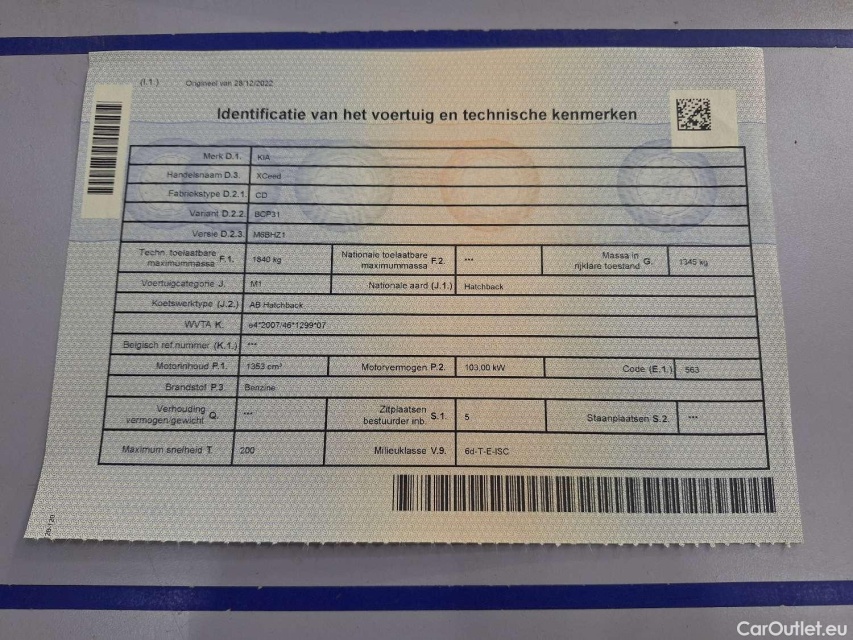 (I.1.) Origineel van 28/12/2022
Identificatie van het voertuig en technische kenmerken
Merk D.1. KIA
Handelsnaam D.3. XCeed
Fabriekstype D.2.1. CD
Variant D.2.2. BCP31
Versie D.2.3. M6BHZ1
Techn. toelaatbare maximummassa F.1. 1840 kg Nationale toelaatbare maximummassa F.2. *** Massa in rijklare toestand G. 1345 kg
Voertuigcategorie J. M1 Nationale aard (J.1.) Hatchback
Koetswerktype (J.2.) AB Hatchback
WVTA K. e4*2007/46*1299*07
Belgisch ref.nummer (K.1.) ***
Motorinhoud P.1. 1353 cm³ Motorvermogen P.2. 103,00 kW Code (E.1.) 563
Brandstof P.3. Benzine
Verhouding vermogen/gewicht Q. *** Zitplaatsen bestuurder inb. S.1. 5 Staanplaatsen S.2. ***
Maximum snelheid T 200 Milieuklasse V.9. 6d-T-E-ISC
CarOutlet.eu